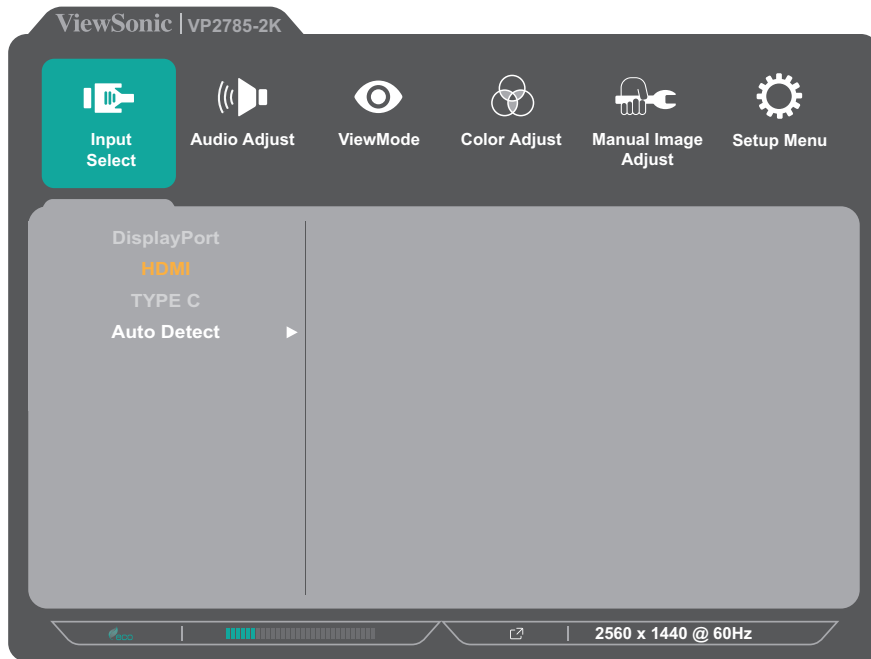 ViewSonic | VP2785-2K
Input
Select
Audio Adjust
ViewMode
Color Adjust
Manual Image
Adjust
Setup Menu
DisplayPort
HDMI
TYPE C
Auto Detect
eco
2560 x 1440 @ 60Hz